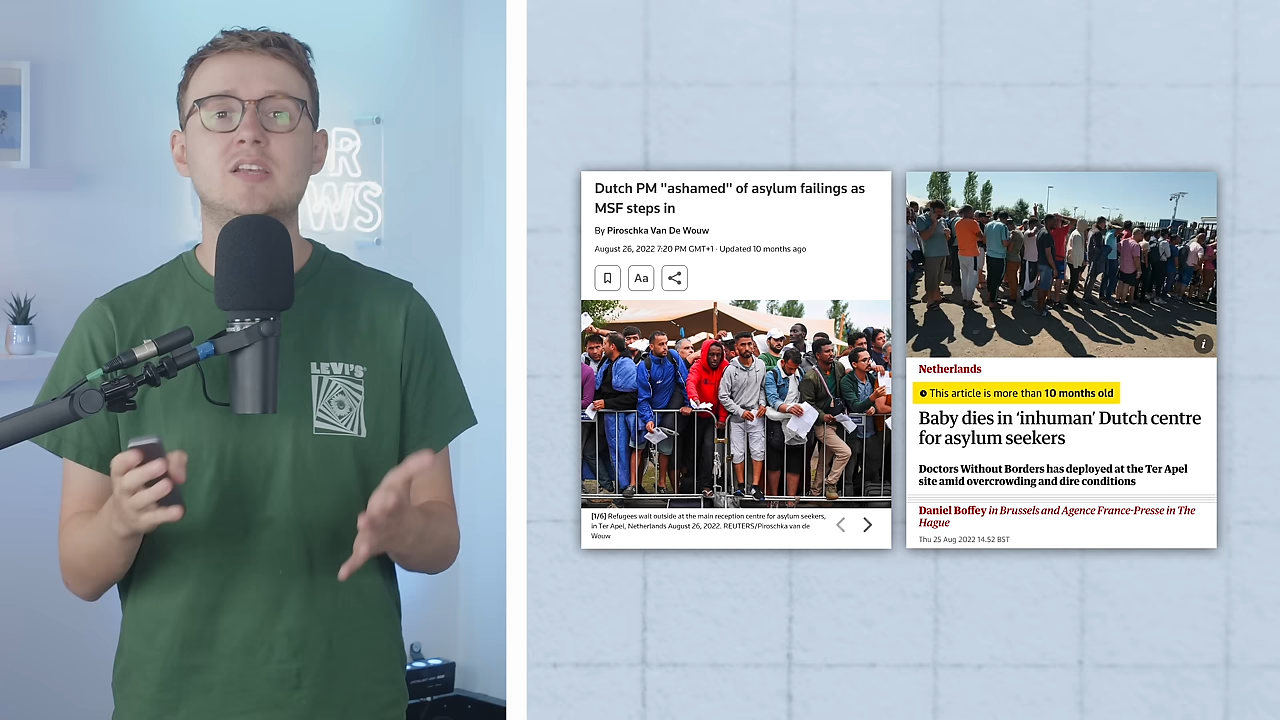 R
WS
LEVI'S
Dutch PM "ashamed" of asylum failings as
MSF steps in
By Piroschka Van De Wouw
August 26, 2022 7:20 PM GMT+1 · Updated 10 months ago
Aa
[1/6] Refugees wait outside at the main reception centre for asylum seekers,
in Ter Apel, Netherlands August 26, 2022. REUTERS/Piroschka van de
Wouw
i
Netherlands
This article is more than 10 months old
Baby dies in ‘inhuman’ Dutch centre
for asylum seekers
Doctors Without Borders has deployed at the Ter Apel
site amid overcrowding and dire conditions
Daniel Boffey in Brussels and Agence France-Presse in The
Hague
Thu 25 Aug 2022 14.52 BST